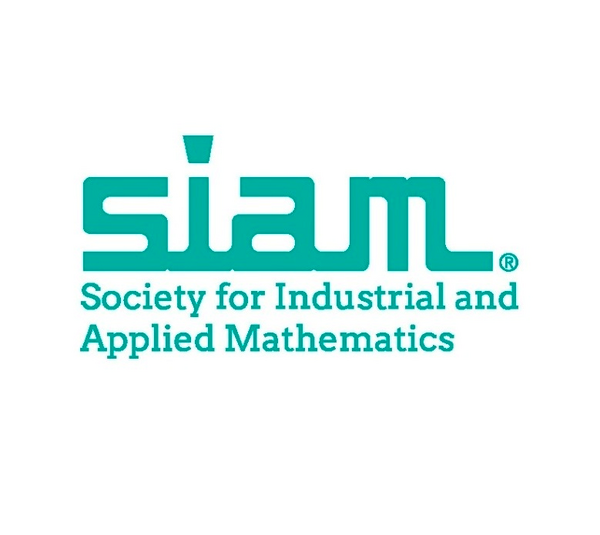 siam®
Society for Industrial and
Applied Mathematics